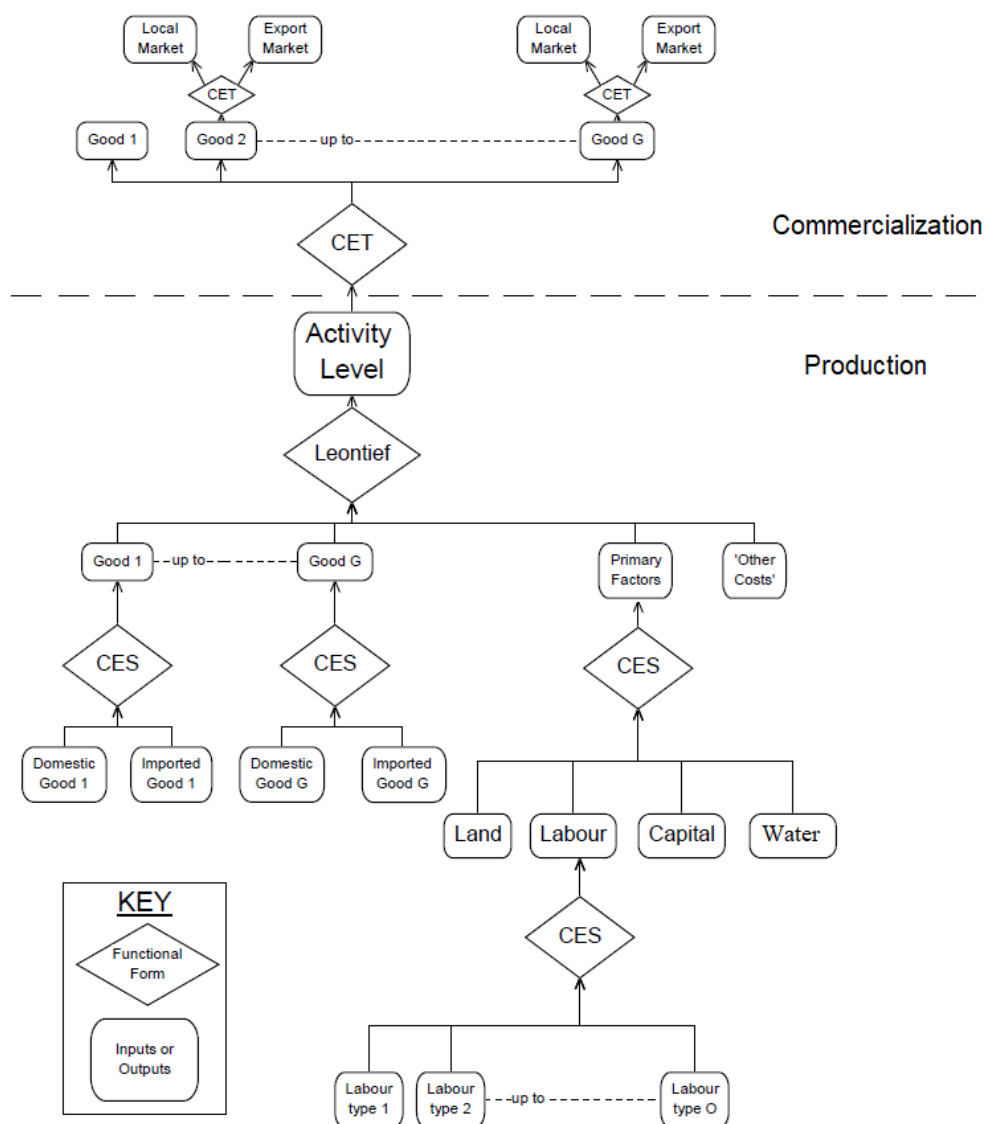 Local
Market
Export
Market
Local
Market
Export
Market
CET
CET
Good 1
Good 2
up to
Good G
CET
Commercialization
Activity
Level
Production
Leontief
Good 1
up to
Good G
Primary
Factors
'Other
Costs'
CES
CES
CES
Domestic
Good 1
Imported
Good 1
Domestic
Good G
Imported
Good G
Land
Labour
Capital
Water
KEY
Functional
Form
Inputs or
Outputs
CES
Labour
type 1
Labour
type 2
up to
Labour
type O